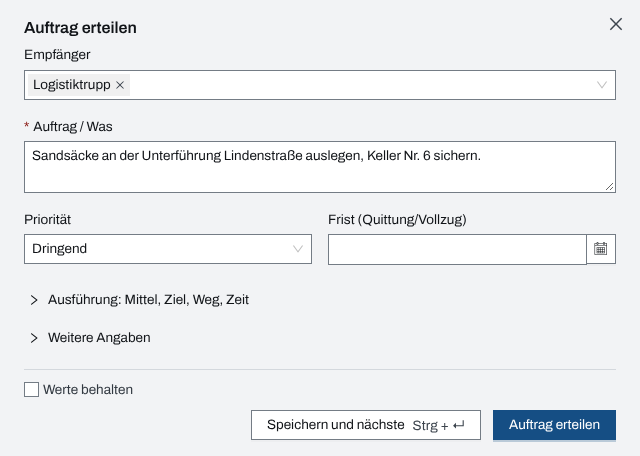 Auftrag erteilen
Empfänger
Logistiktrupp
* Auftrag / Was
Sandsäcke an der Unterführung Lindenstraße auslegen, Keller Nr. 6 sichern.
Priorität
Frist (Quittung/Vollzug)
Dringend
Ausführung: Mittel, Ziel, Weg, Zeit
Weitere Angaben
Werte behalten
Speichern und nächste Strg + ↵
Auftrag erteilen